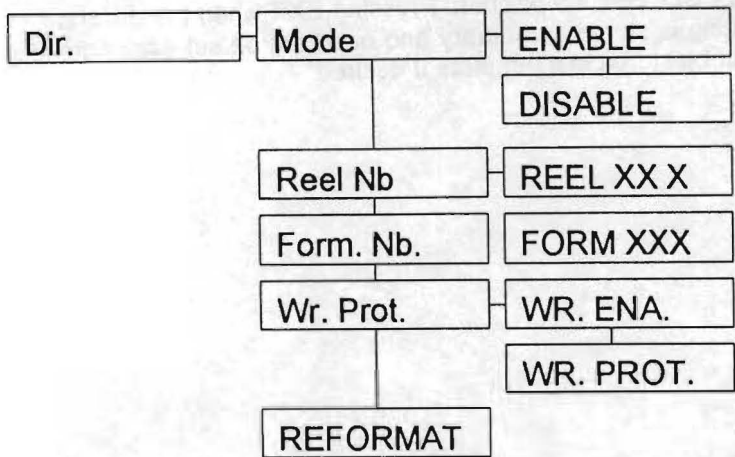 Dir.
Mode
ENABLE
DISABLE
Reel Nb
REEL XX X
Form. Nb.
FORM XXX
Wr. Prot.
WR. ENA.
WR. PROT.
REFORMAT